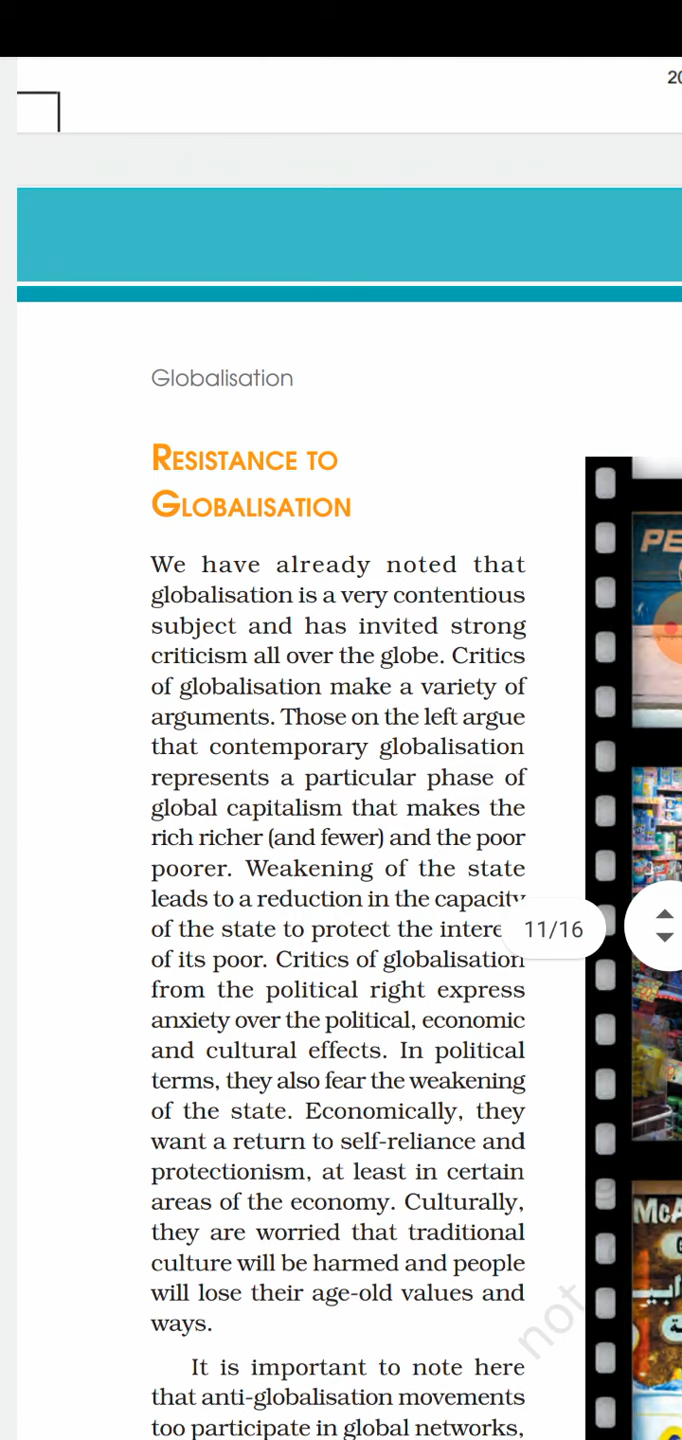 20
Globalisation
RESISTANCE TO
GLOBALISATION
We have already noted that
globalisation is a very contentious
subject and has invited strong
criticism all over the globe. Critics
of globalisation make a variety of
arguments. Those on the left argue
that contemporary globalisation
represents a particular phase of
global capitalism that makes the
rich richer (and fewer) and the poor
poorer. Weakening of the state
leads to a reduction in the capacity
of the state to protect the intere
11/16
of its poor. Critics of globalisation
from the political right express
anxiety over the political, economic
and cultural effects. In political
terms, they also fear the weakening
of the state. Economically, they
want a return to self-reliance and
protectionism, at least in certain
areas of the economy. Culturally,
they are worried that traditional
culture will be harmed and people
will lose their age-old values and
ways.
not
It is important to note here
that anti-globalisation movements
too participate in global networks,
PE
McA